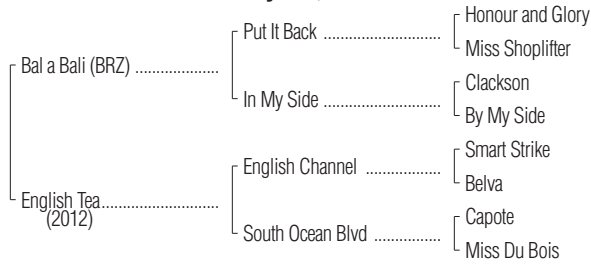 Honour and Glory
Put It Back ......................
Miss Shoplifter
Bal a Bali (BRZ) ...................
Clackson
In My Side ............................
By My Side
Smart Strike
English Channel .................
Belva
English Tea..........................
(2012)
Capote
South Ocean Blvd ...............
Miss Du Bois